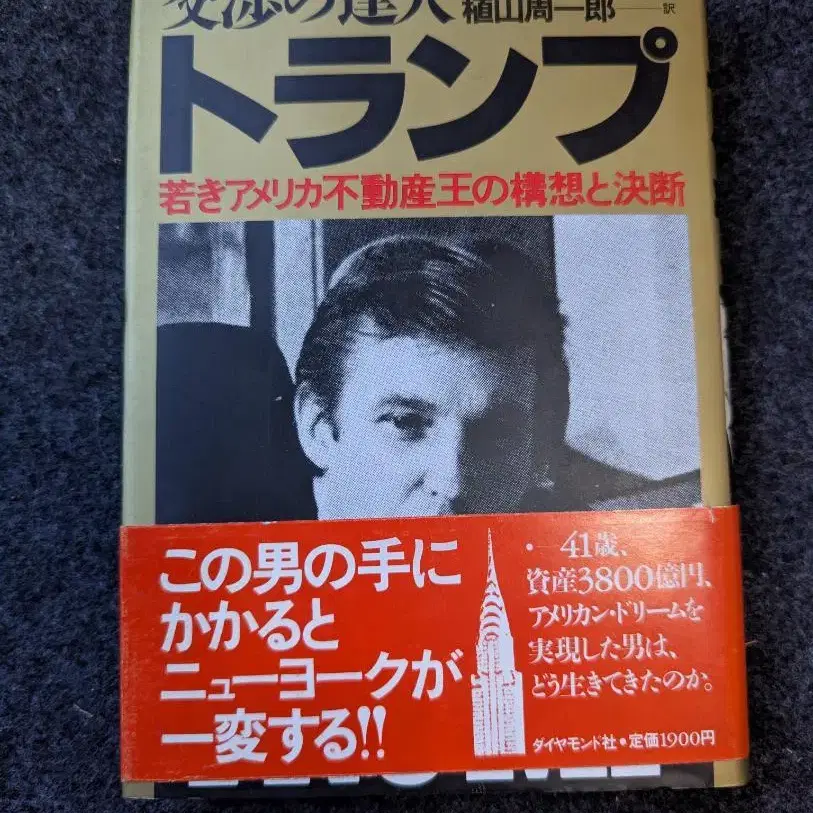 交渉の達人 植山周一郎——訳
トランプ
若きアメリカ不動産王の構想と決断
この男の手に
かかると
ニューヨークが
一変する!!
・ 41歳、
資産3800億円、
アメリカン・ドリームを
実現した男は、
どう生きてきたのか。
ダイヤモンド社●定価1900円